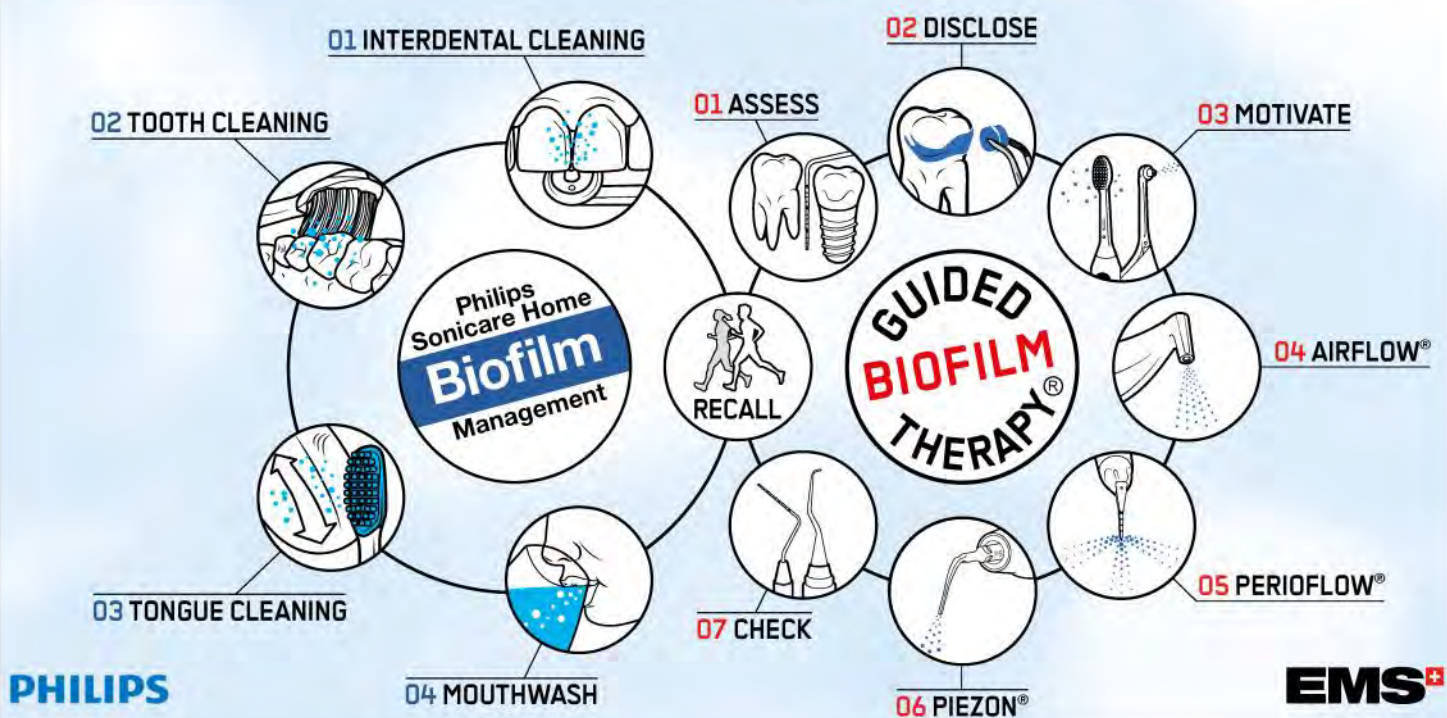 01 INTERDENTAL CLEANING
02 TOOTH CLEANING
03 TONGUE CLEANING
04 MOUTHWASH
Philips
Sonicare Home
Biofilm
Management
RECALL
01 ASSESS
02 DISCLOSE
03 MOTIVATE
04 AIRFLOW®
05 PERIOFLOW®
06 PIEZON®
07 CHECK
GUIDED
BIOFILM
THERAPY®
PHILIPS
EMS